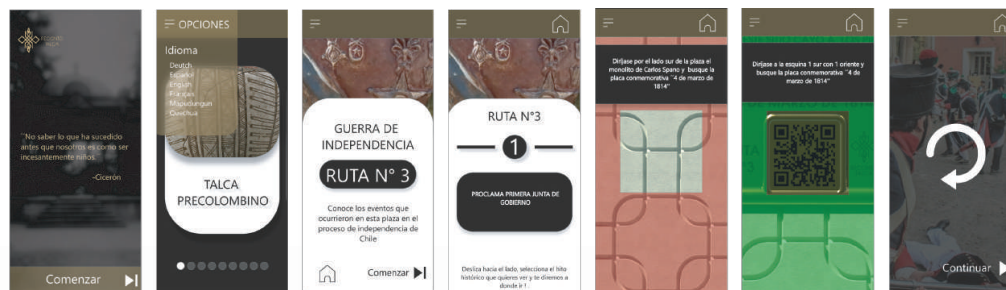 "No saber lo que ha sucedido
antes que nosotros es como ser
incesantemente niños.
-Cicerón
Comenzar
OPCIONES
Idioma
Deutch
Español
English
Français
Mapudungun
Quechua
TALCA
PRECOLOMBINO
GUERRA DE
INDEPENDENCIA
RUTA N° 3
Conoce los eventos que
ocurrieron en esta plaza en el
proceso de independencia de
Chile
Comenzar
RUTA N°3
1
PROCLAMA PRIMERA JUNTA DE
GOBIERNO
Desliza hacia el lado, selecciona el hito
histórico que quieres ver y te diremos a
donde ir!
Diríjase por el lado sur de la plaza el
monolito de Carlos Spano y busque la
placa conmemorativa "4 de marzo de
1814"
Diríjase a la esquina 1 sur con 1 oriente y
busque la placa conmemorativa "4 de
marzo de 1814"
Continuar